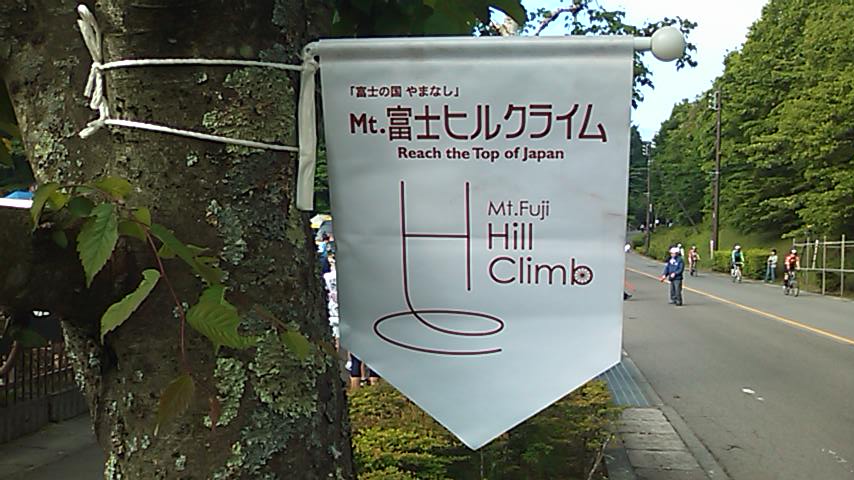 「富士の国 やまなし」
Mt.富士ヒルクライム
Reach the Top of Japan
Mt.Fuji
Hill
Climb